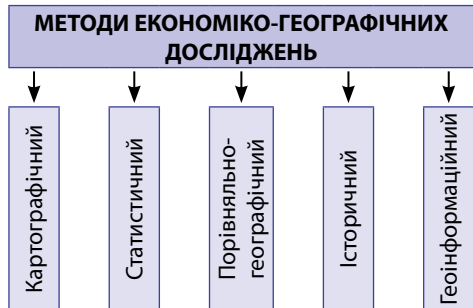 МЕТОДИ ЕКОНОМІКО-ГЕОГРАФІЧНИХ
ДОСЛІДЖЕНЬ
Картографічний
Статистичний
Порівняльно-
географічний
Історичний
Геоінформаційний